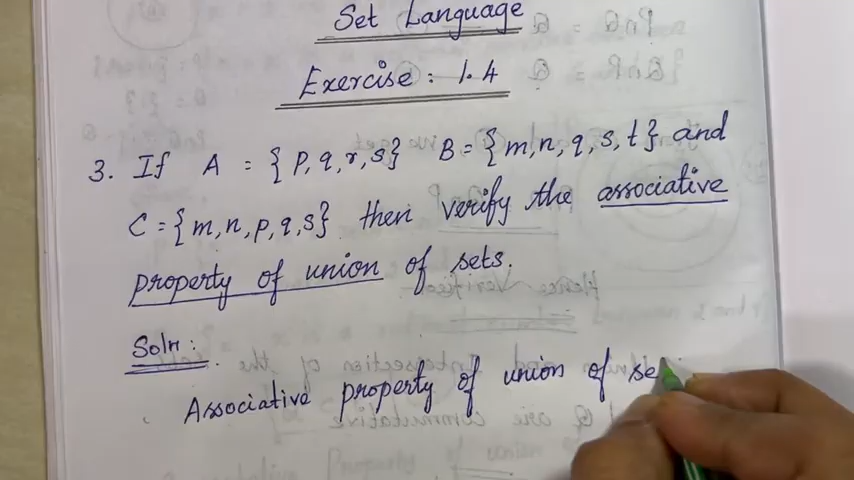 Set Language
Exercise : 1.4
3. If A = {p, q, r, s} B = {m, n, q, s, t} and
C = {m, n, p, q, s} then verify the associative
property of union of sets.
Soln :
Associative property of union of se